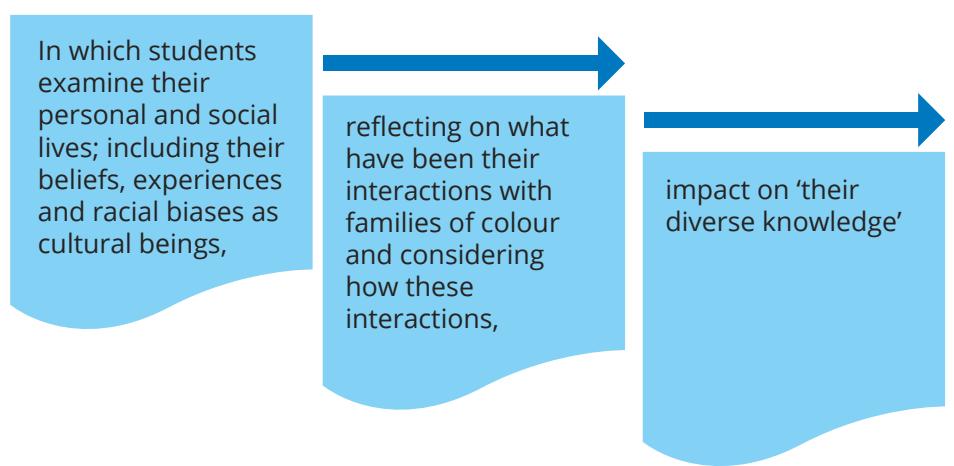 In which students
examine their
personal and social
lives; including their
beliefs, experiences
and racial biases as
cultural beings,
reflecting on what
have been their
interactions with
families of colour
and considering
how these
interactions,
impact on ‘their
diverse knowledge’